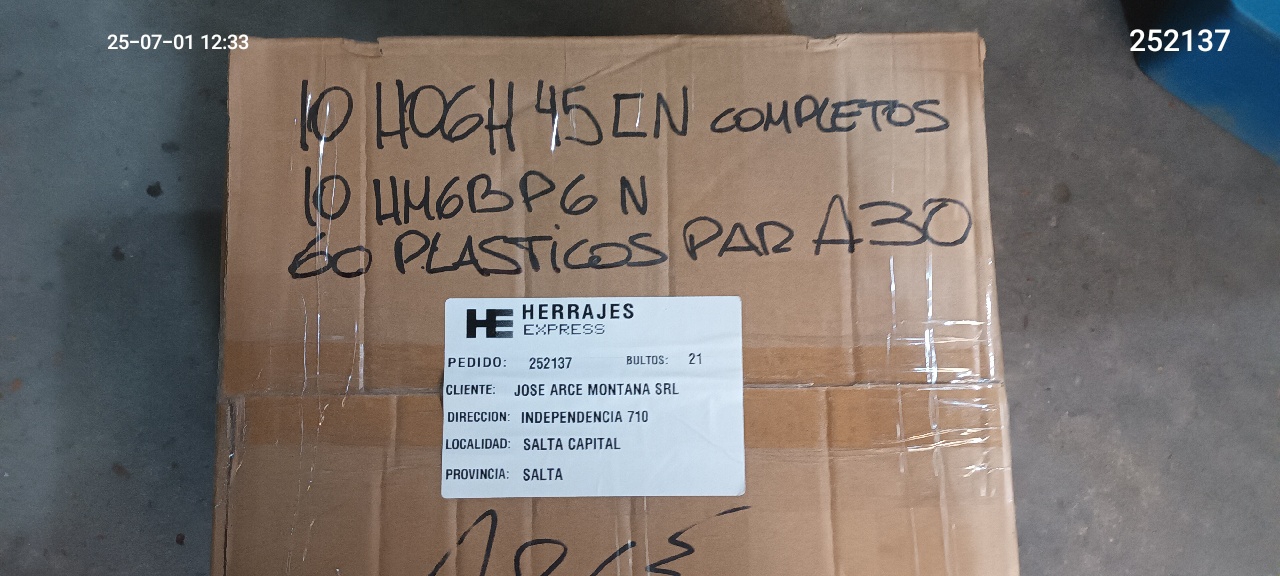 25-07-01 12:33
252137
10 H06H 45 CN COMPLETOS
10 HM6BP6 N
60 PLASTICOS PAR A30
HE HERRAJES
EXPRESS
PEDIDO: 252137 BULTOS: 21
CLIENTE: JOSE ARCE MONTANA SRL
DIRECCION: INDEPENDENCIA 710
LOCALIDAD: SALTA CAPITAL
PROVINCIA: SALTA